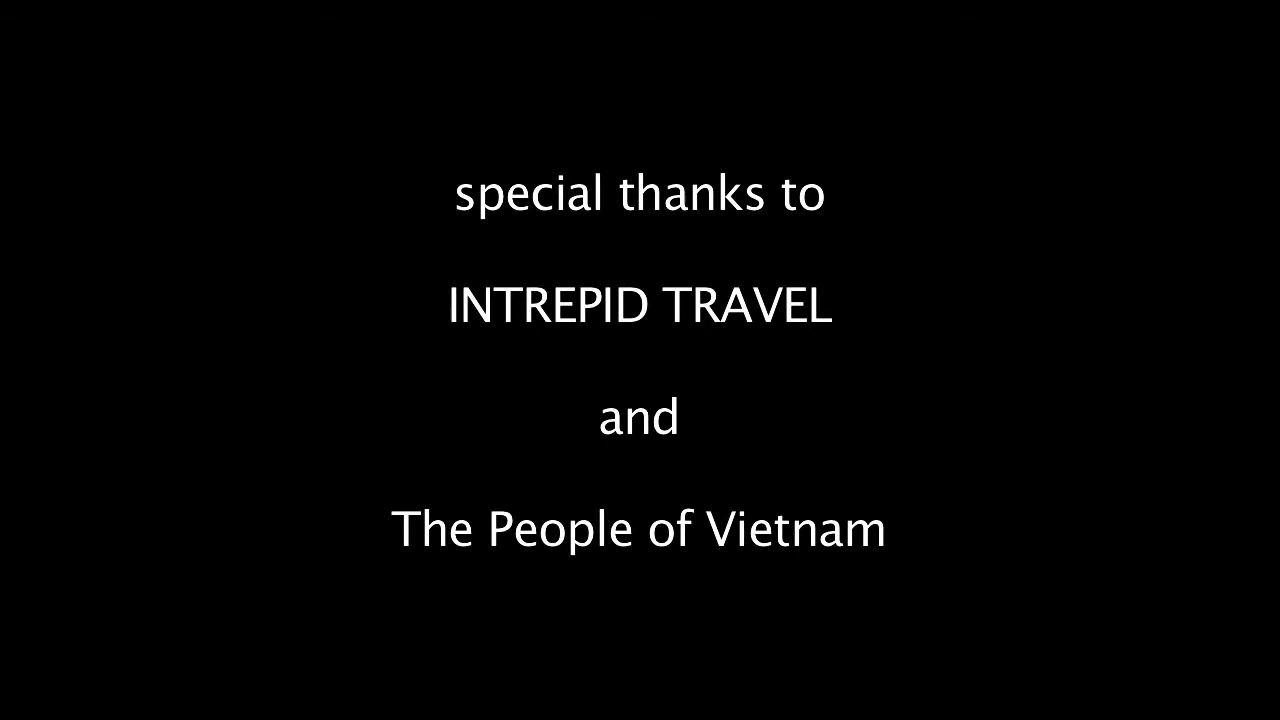 special thanks to
INTREPID TRAVEL
and
The People of Vietnam